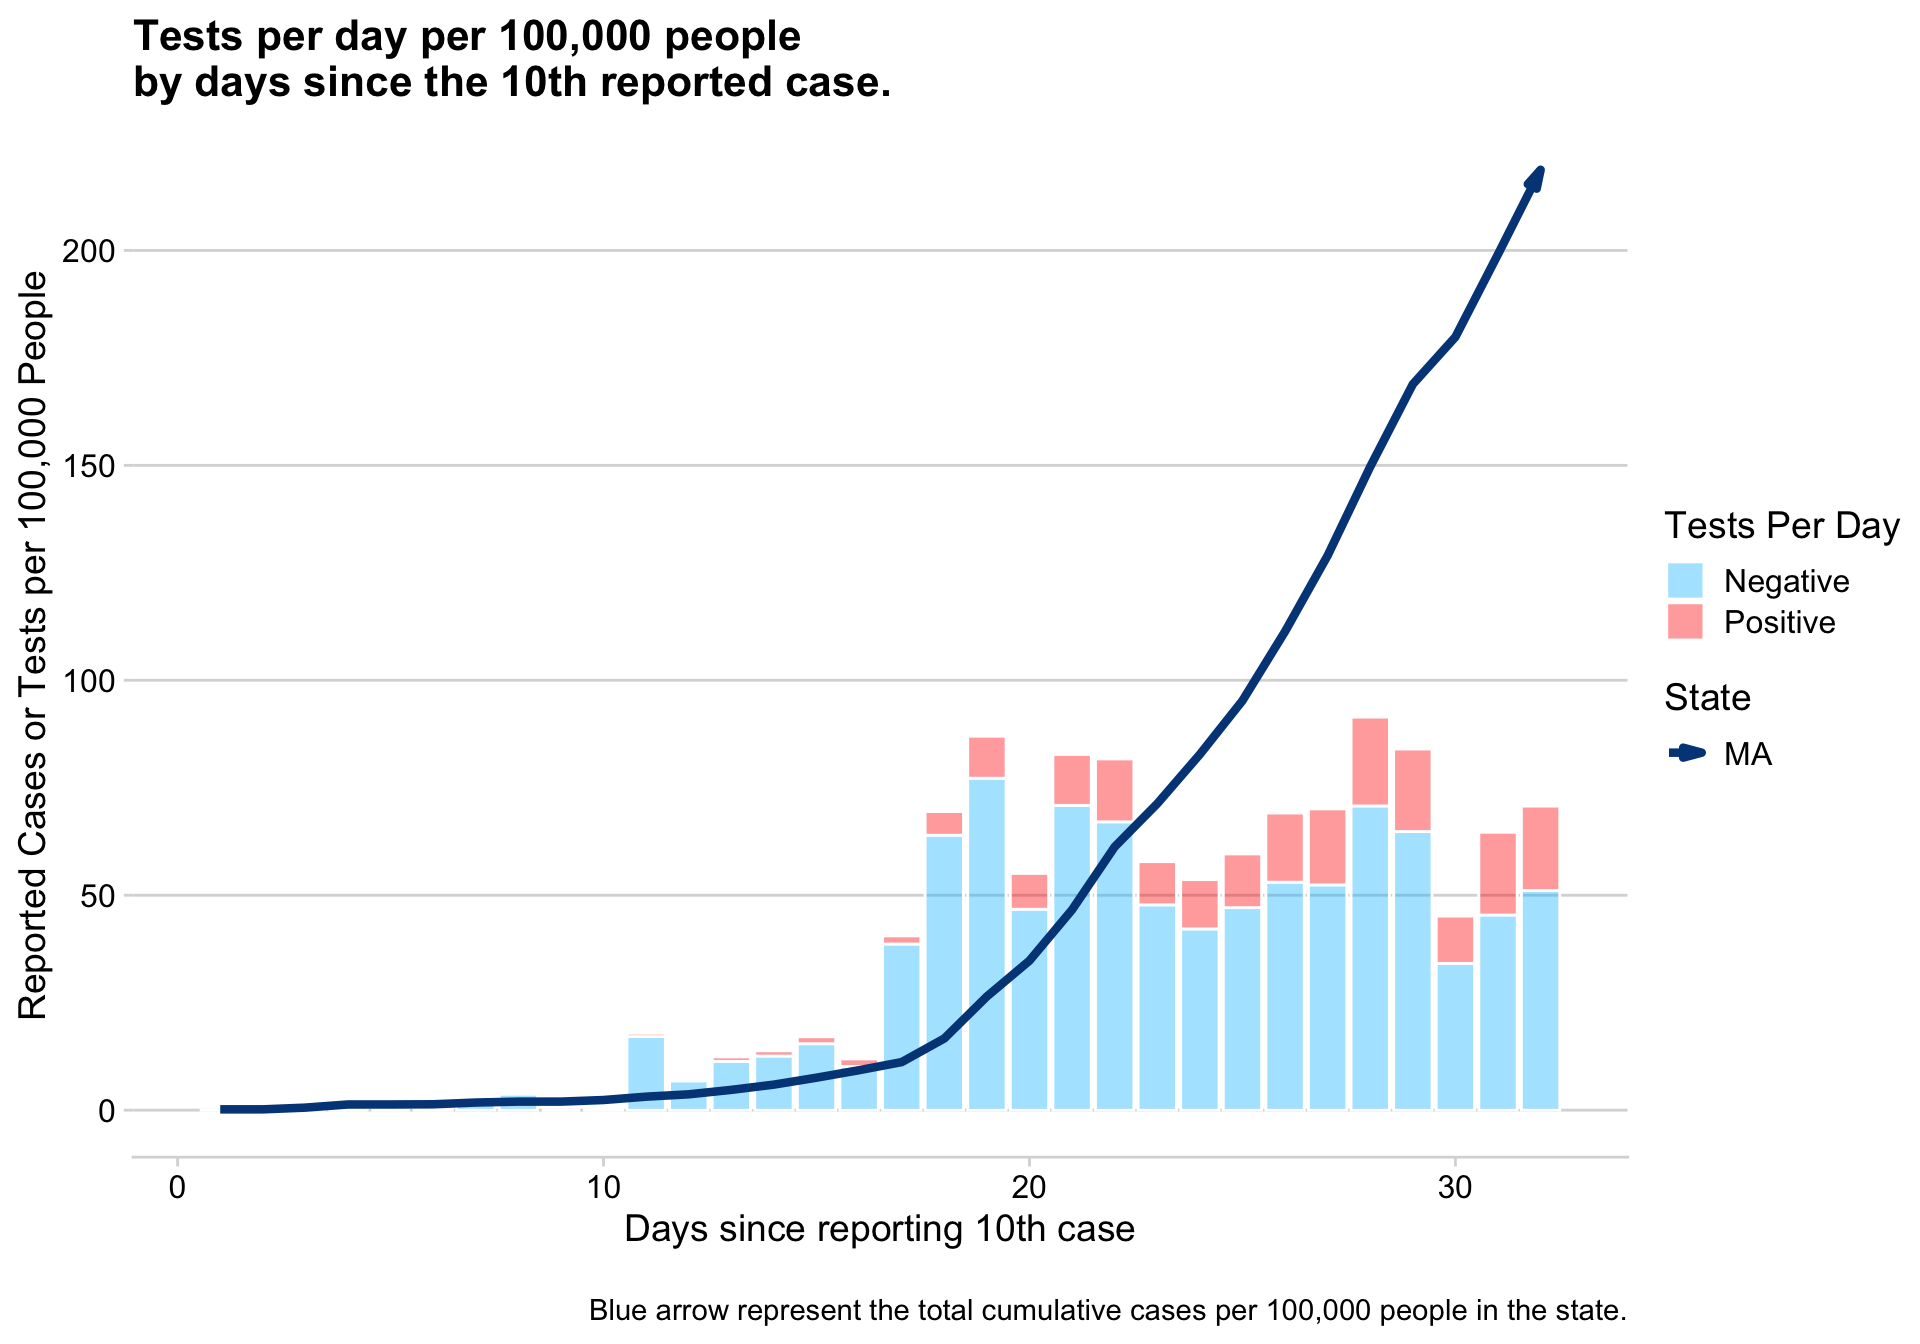 Tests per day per 100,000 people
by days since the 10th reported case.
Reported Cases or Tests per 100,000 People
200
150
100
50
0
0
10
20
30
Days since reporting 10th case
Tests Per Day
Negative
Positive
State
MA
Blue arrow represent the total cumulative cases per 100,000 people in the state.